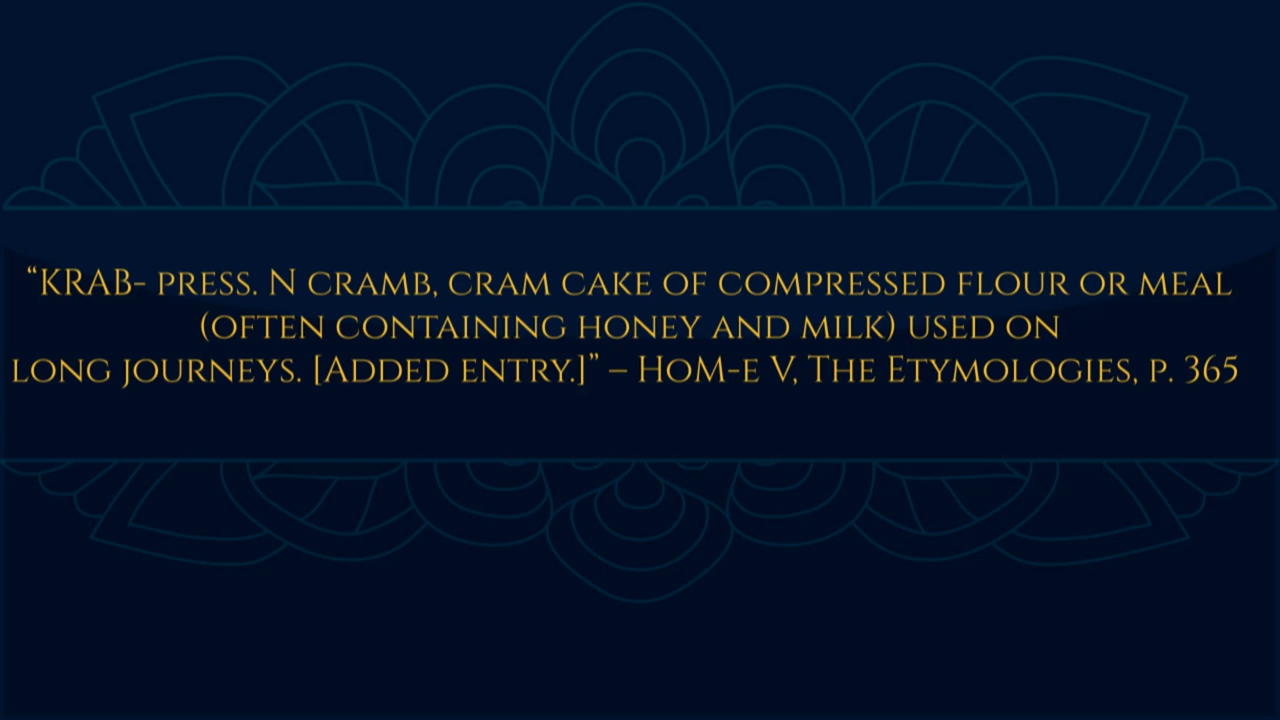 “KRAB- PRESS. N CRAMB, CRAM CAKE OF COMPRESSED FLOUR OR MEAL
(OFTEN CONTAINING HONEY AND MILK) USED ON
LONG JOURNEYS. [ADDED ENTRY.]” – HOM-E V, THE ETYMOLOGIES, P. 365